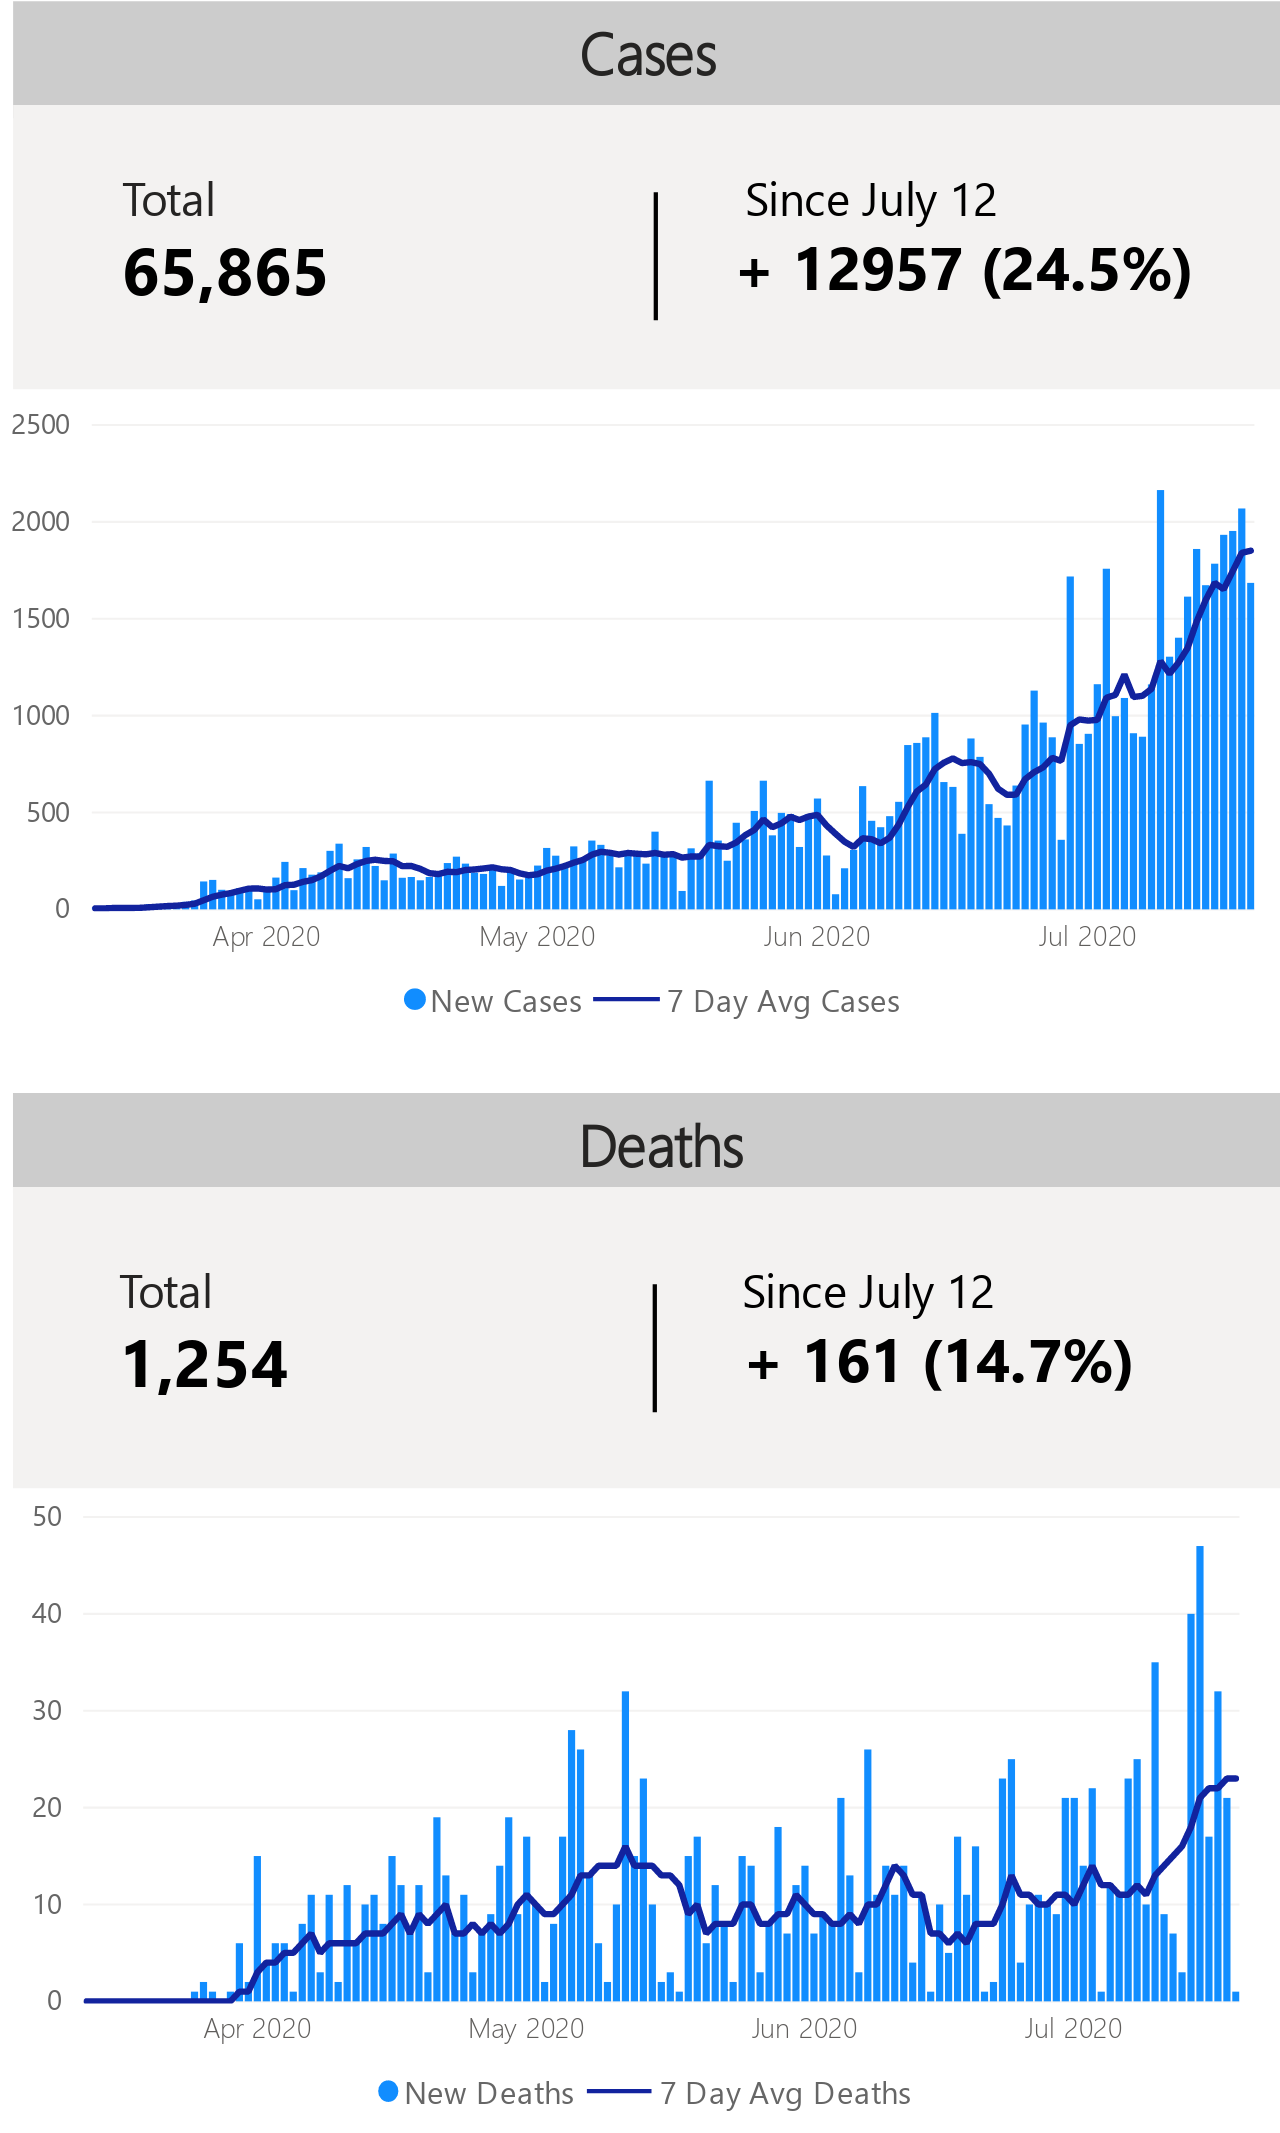 Cases
Total
65,865
Since July 12
+ 12957 (24.5%)
2500
2000
1500
1000
500
0
Apr 2020 May 2020 Jun 2020 Jul 2020
New Cases 7 Day Avg Cases
Deaths
Total
1,254
Since July 12
+ 161 (14.7%)
50
40
30
20
10
0
Apr 2020 May 2020 Jun 2020 Jul 2020
New Deaths 7 Day Avg Deaths